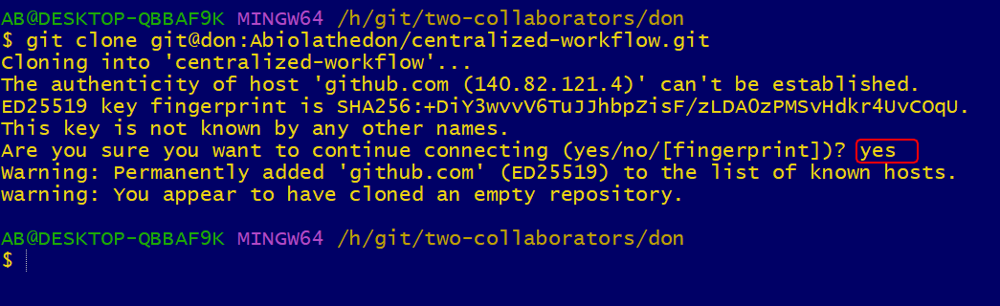 AB@DESKTOP-QBBAF9K MINGW64 /h/git/two-collaborators/don
$ git clone git@don:Abiolathedon/centralized-workflow.git
Cloning into 'centralized-workflow'...
The authenticity of host 'github.com (140.82.121.4)' can't be established.
ED25519 key fingerprint is SHA256:+DiY3wvvV6TuJJhbpZisF/zLDA0zPMSvHdkr4UvCOqU.
This key is not known by any other names.
Are you sure you want to continue connecting (yes/no/[fingerprint])? yes
Warning: Permanently added 'github.com' (ED25519) to the list of known hosts.
warning: You appear to have cloned an empty repository.
AB@DESKTOP-QBBAF9K MINGW64 /h/git/two-collaborators/don
$